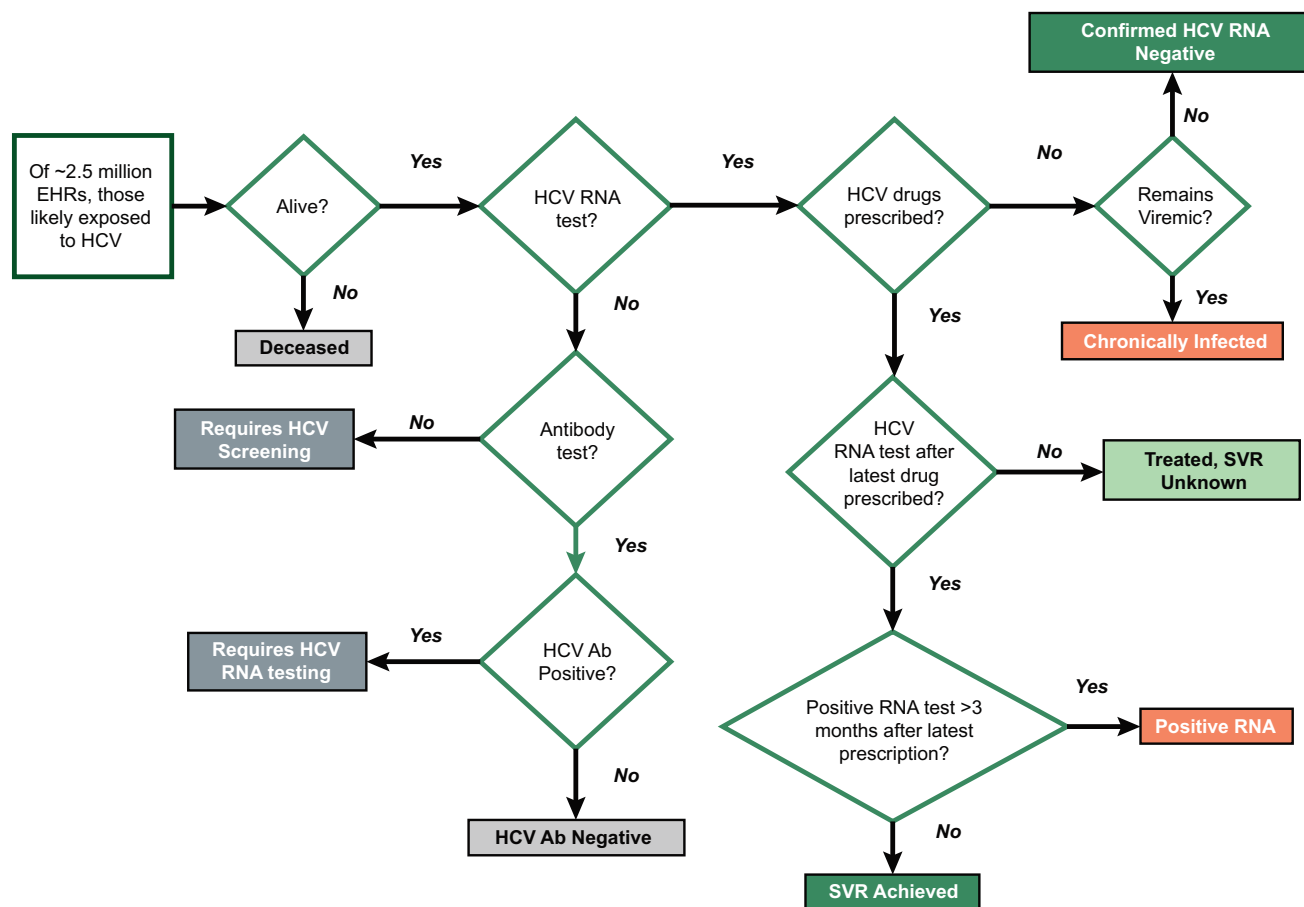 Confirmed HCV RNA
Negative
No
Of ~2.5 million
EHRs, those
likely exposed
to HCV
Alive?
Yes
HCV RNA
test?
Yes
HCV drugs
prescribed?
No
Remains
Viremic?
No
Deceased
No
Yes
Yes
Chronically Infected
Requires HCV
Screening
No
Antibody
test?
HCV
RNA test after
latest drug
prescribed?
No
Treated, SVR
Unknown
Yes
Yes
Requires HCV
RNA testing
Yes
HCV Ab
Positive?
Positive RNA test >3
months after latest
prescription?
Yes
Positive RNA
No
HCV Ab Negative
No
SVR Achieved